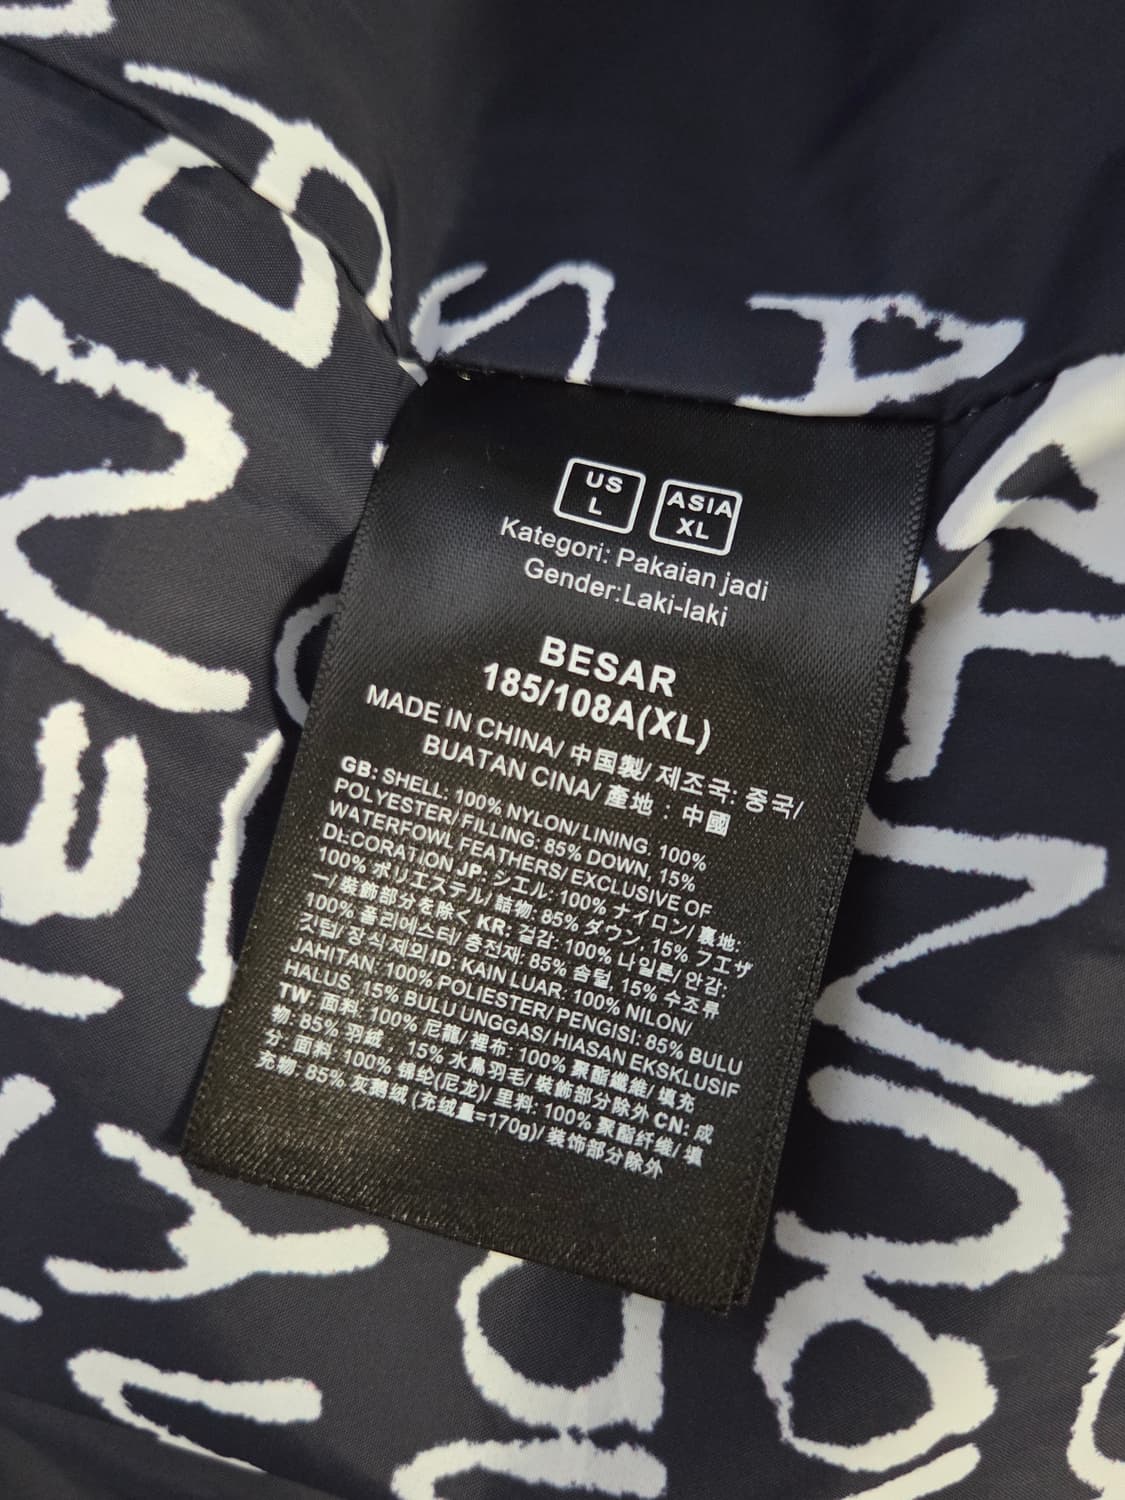 US
L
ASIA
XL
Kategori: Pakaian jadi
Gender:Laki-laki
BESAR
185/108A(XL)
MADE IN CHINA/ 中国製/ 제조국: 중국/
BUATAN CINA/ 產地：中國
GB: SHELL: 100% NYLON/ LINING: 100%
POLYESTER/ FILLING: 85% DOWN, 15%
WATERFOWL FEATHERS/ EXCLUSIVE OF
DECORATION JP: シエル: 100% ナイロン/ 裏地:
100% ポリエステル/ 詰物: 85% ダウン, 15% フエザ
ー/ 装飾部分を除く KR: 겉감: 100% 나일론/ 안감:
100% 폴리에스터/ 충전재: 85% 솜털, 15% 수조류
깃털/ 장식 제외 ID: KAIN LUAR: 100% NILON/
JAHITAN: 100% POLIESTER/ PENGISI: 85% BULU
HALUS, 15% BULU UNGGAS/ HIASAN EKSKLUSIF
TW: 面料: 100% 尼龍/ 裡布: 100% 聚酯纖維/ 填充
物: 85% 羽絨、15% 水鳥羽毛/ 裝飾部分除外 CN: 成
分: 面料: 100% 锦纶(尼龙)/ 里料: 100% 聚酯纤维/ 填
充物: 85% 灰鹅绒 (充绒量=170g)/ 装饰部分除外